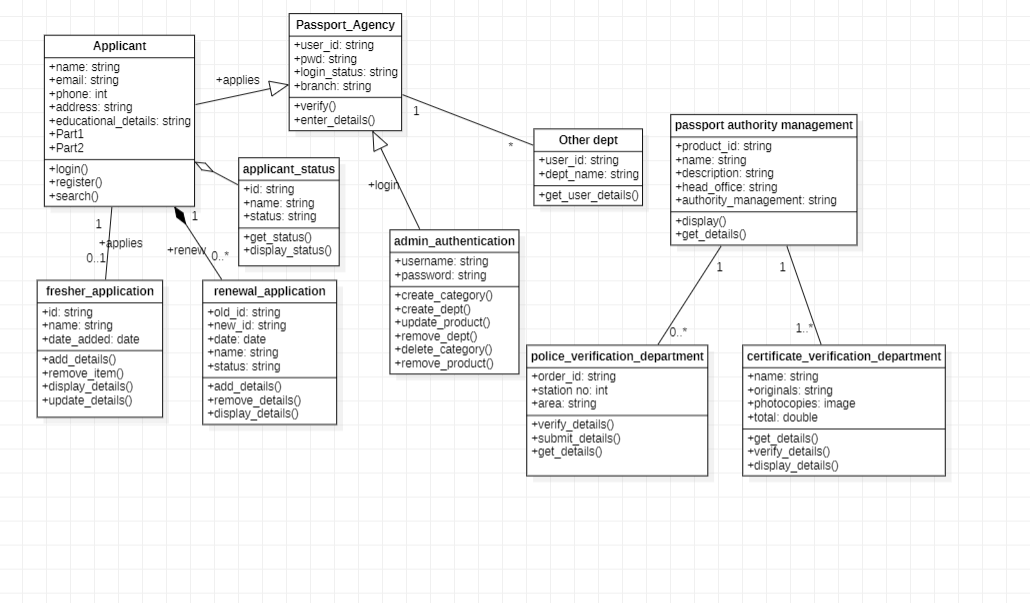 Applicant
+name: string
+email: string
+phone: int
+address: string
+educational_details: string
+Part1
+Part2
+login()
+register()
+search()
+applies
Passport_Agency
+user_id: string
+pwd: string
+login_status: string
+branch: string
+verify()
+enter_details()
1
*
Other dept
+user_id: string
+dept_name: string
+get_user_details()
passport authority management
+product_id: string
+name: string
+description: string
+head_office: string
+authority_management: string
+display()
+get_details()
applicant_status
+id: string
+name: string
+status: string
+get_status()
+display_status()
+login
admin_authentication
+username: string
+password: string
+create_category()
+create_dept()
+update_product()
+remove_dept()
+delete_category()
+remove_product()
1
+applies
0..1
1
+renew
0..*
fresher_application
+id: string
+name: string
+date_added: date
+add_details()
+remove_item()
+display_details()
+update_details()
renewal_application
+old_id: string
+new_id: string
+date: date
+name: string
+status: string
+add_details()
+remove_details()
+display_details()
1
0..*
1
1..*
police_verification_department
+order_id: string
+station no: int
+area: string
+verify_details()
+submit_details()
+get_details()
certificate_verification_department
+name: string
+originals: string
+photocopies: image
+total: double
+get_details()
+verify_details()
+display_details()